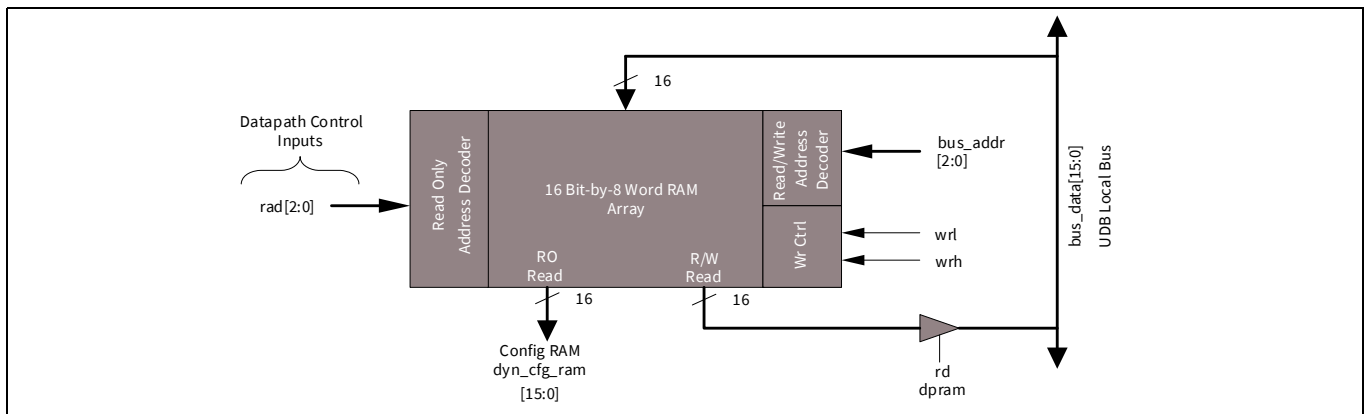 16
Datapath Control
Inputs
rad[2:0]
Read Only
Address Decoder
16 Bit-by-8 Word RAM
Array
Read/Write
Address
Decoder
bus_addr
[2:0]
Wr Ctrl
wrl
wrh
RO
Read
R/W
Read
16
16
Config RAM
dyn_cfg_ram
[15:0]
rd
dpram
bus_data[15:0]
UDB Local Bus